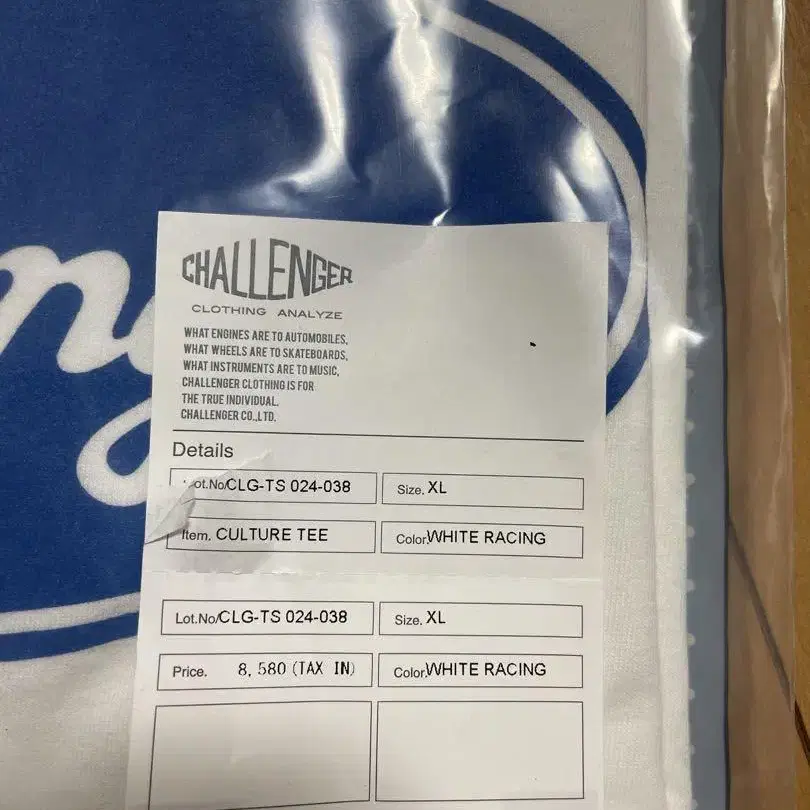 ng
CHALLENGER
CLOTHING ANALYZE
WHAT ENGINES ARE TO AUTOMOBILES,
WHAT WHEELS ARE TO SKATEBOARDS,
WHAT INSTRUMENTS ARE TO MUSIC,
CHALLENGER CLOTHING IS FOR
THE TRUE INDIVIDUAL.
CHALLENGER CO.,LTD.
Details
Lot.No. CLG-TS 024-038 Size. XL
Item. CULTURE TEE Color. WHITE RACING
Lot.No. CLG-TS 024-038 Size. XL
Price. 8,580 (TAX IN) Color. WHITE RACING